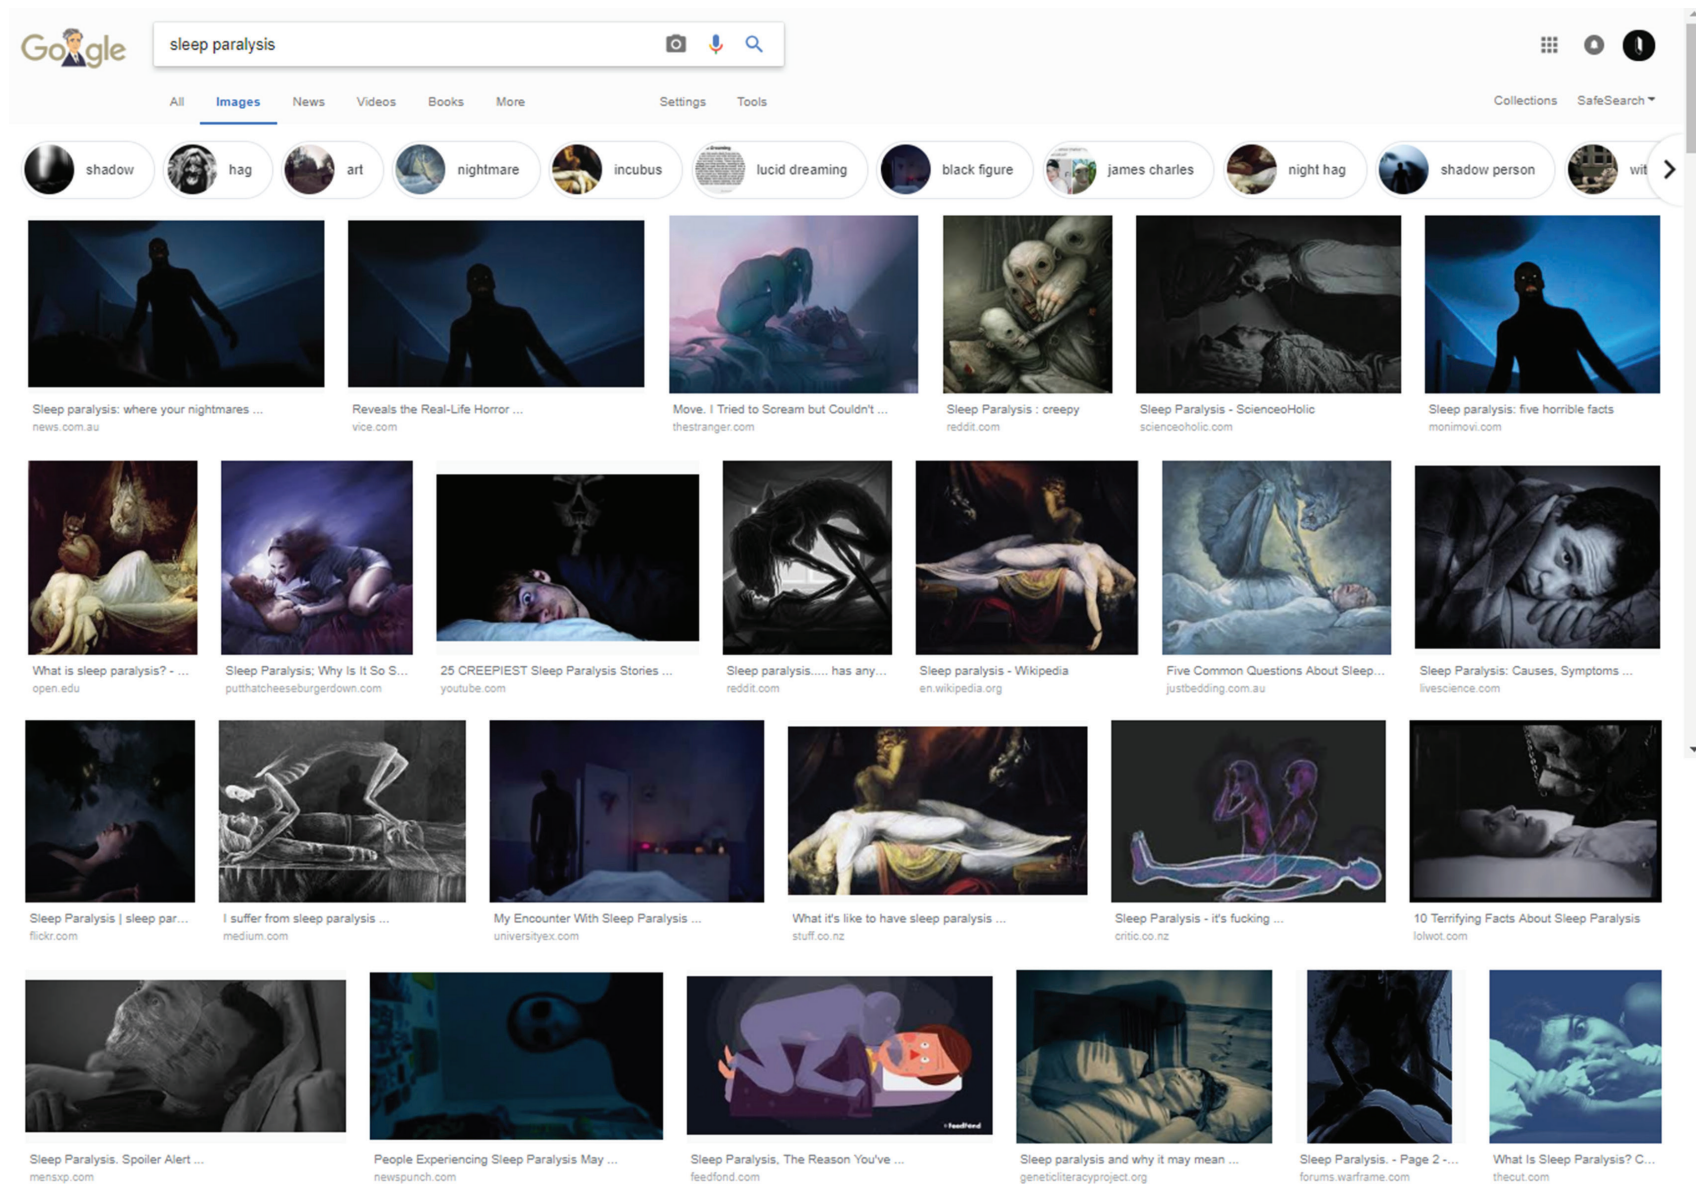 Google
sleep paralysis
All Images News Videos Books More Settings Tools
Collections SafeSearch
shadow hag art nightmare incubus lucid dreaming black figure james charles night hag shadow person wit
Sleep paralysis: where your nightmares ...
news.com.au
Reveals the Real-Life Horror ...
vice.com
Move. I Tried to Scream but Couldn't ...
thestranger.com
Sleep Paralysis : creepy
reddit.com
Sleep Paralysis - ScienceoHolic
scienceoholic.com
Sleep paralysis: five horrible facts
monimovi.com
What is sleep paralysis? - ...
open.edu
Sleep Paralysis; Why Is It So S...
putthatcheeseburgerdown.com
25 CREEPIEST Sleep Paralysis Stories ...
youtube.com
Sleep paralysis..... has any...
reddit.com
Sleep paralysis - Wikipedia
en.wikipedia.org
Five Common Questions About Sleep...
justbedding.com.au
Sleep Paralysis: Causes, Symptoms ...
livescience.com
Sleep Paralysis | sleep par...
flickr.com
I suffer from sleep paralysis ...
medium.com
My Encounter With Sleep Paralysis ...
universityex.com
What it's like to have sleep paralysis ...
stuff.co.nz
Sleep Paralysis - it's fucking ...
critic.co.nz
10 Terrifying Facts About Sleep Paralysis
lolwot.com
Sleep Paralysis. Spoiler Alert ...
mensxp.com
People Experiencing Sleep Paralysis May ...
newspunch.com
feedfond
Sleep Paralysis, The Reason You've ...
feedfond.com
Sleep paralysis and why it may mean ...
geneticliteracyproject.org
Sleep Paralysis. - Page 2 -...
forums.warframe.com
What Is Sleep Paralysis? C...
thecut.com